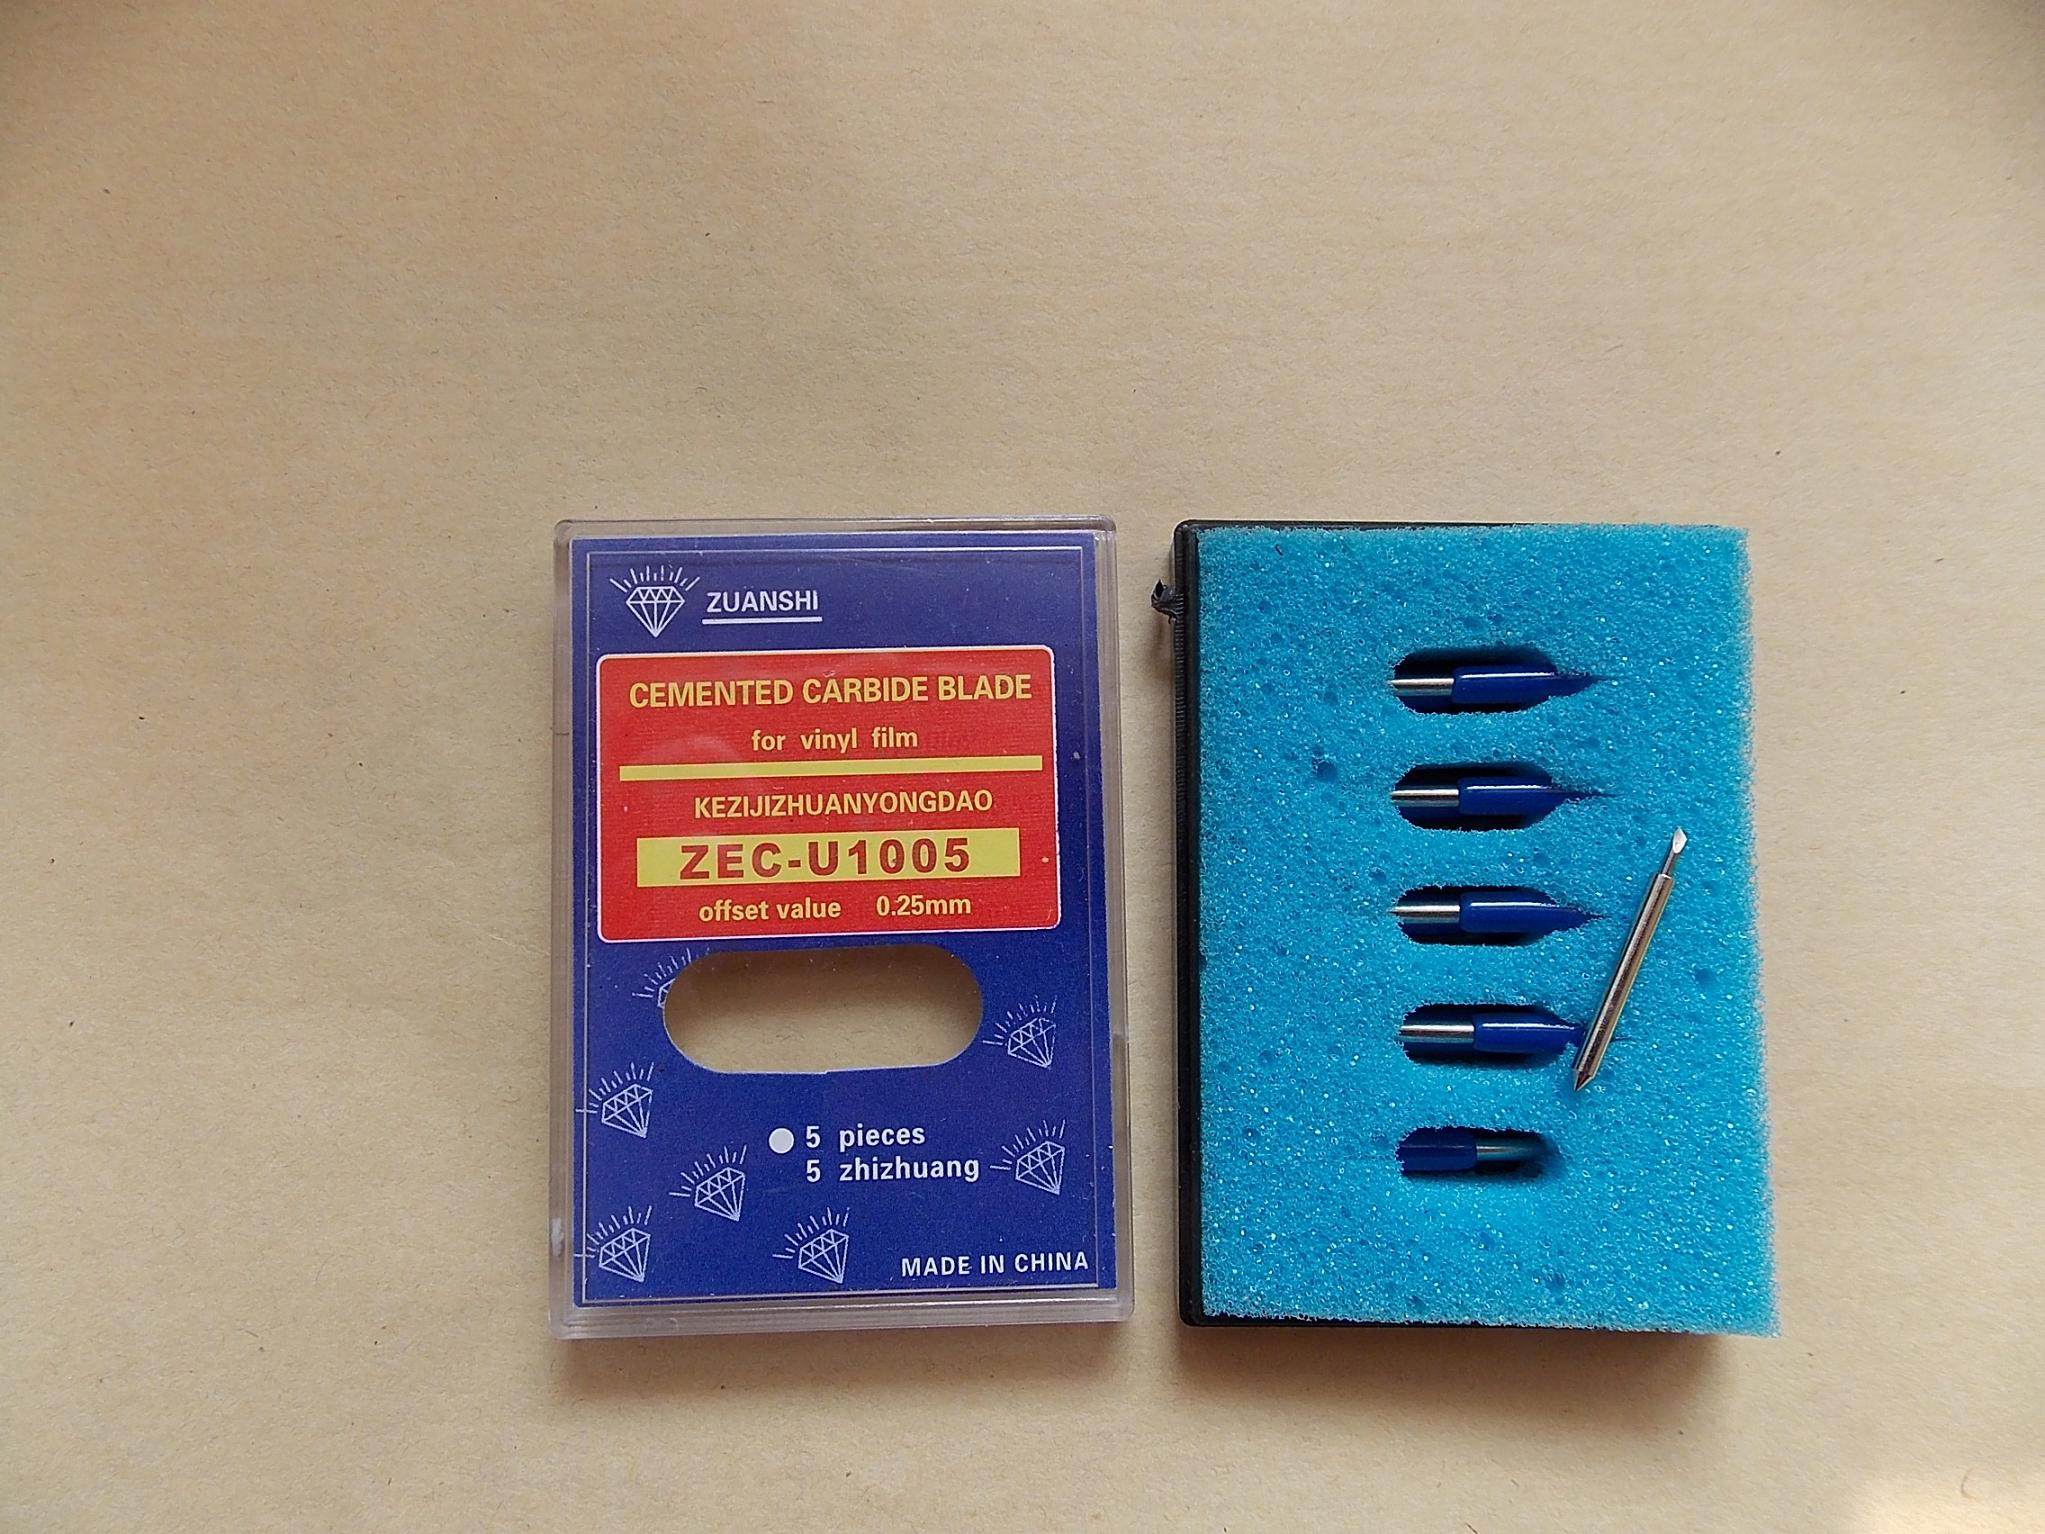 ZUANSHI
CEMENTED CARBIDE BLADE
for vinyl film
KEZIJIZHUANYONGDAO
ZEC-U1005
offset value 0.25mm
5 pieces
5 zhizhuang
MADE IN CHINA